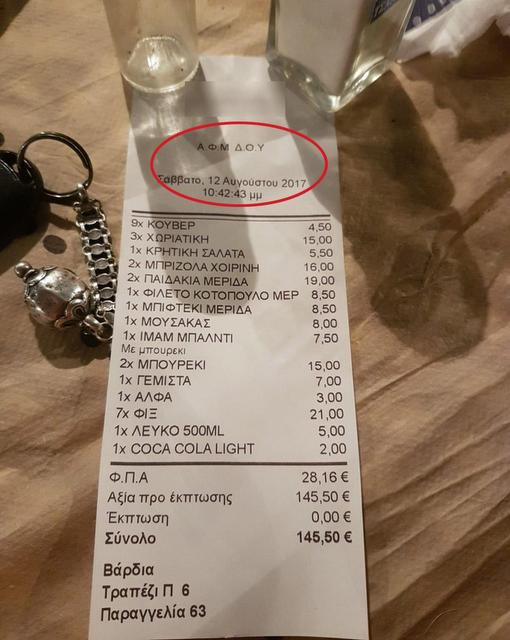 Α.Φ.Μ Δ.Ο.Υ
Σάββατο, 12 Αυγούστου 2017
10:42:43 μμ
9x ΚΟΥΒΕΡ 4,50
3x ΧΩΡΙΑΤΙΚΗ 15,00
1x ΚΡΗΤΙΚΗ ΣΑΛΑΤΑ 5,50
2x ΜΠΡΙΖΟΛΑ ΧΟΙΡΙΝΗ 16,00
2x ΠΑΙΔΑΚΙΑ ΜΕΡΙΔΑ 19,00
1x ΦΙΛΕΤΟ ΚΟΤΟΠΟΥΛΟ ΜΕΡ 8,50
1x ΜΠΙΦΤΕΚΙ ΜΕΡΙΔΑ 8,50
1x ΜΟΥΣΑΚΑΣ 8,00
1x ΙΜΑΜ ΜΠΑΛΝΤΙ 7,50
Με μπουρεκι
2x ΜΠΟΥΡΕΚΙ 15,00
1x ΓΕΜΙΣΤΑ 7,00
1x ΑΛΦΑ 3,00
7x ΦΙΞ 21,00
1x ΛΕΥΚΟ 500ML 5,00
1x COCA COLA LIGHT 2,00
Φ.Π.Α 28,16 €
Αξία προ έκπτωσης 145,50 €
Έκπτωση 0,00 €
Σύνολο 145,50 €
Βάρδια
Τραπέζι Π 6
Παραγγελία 63